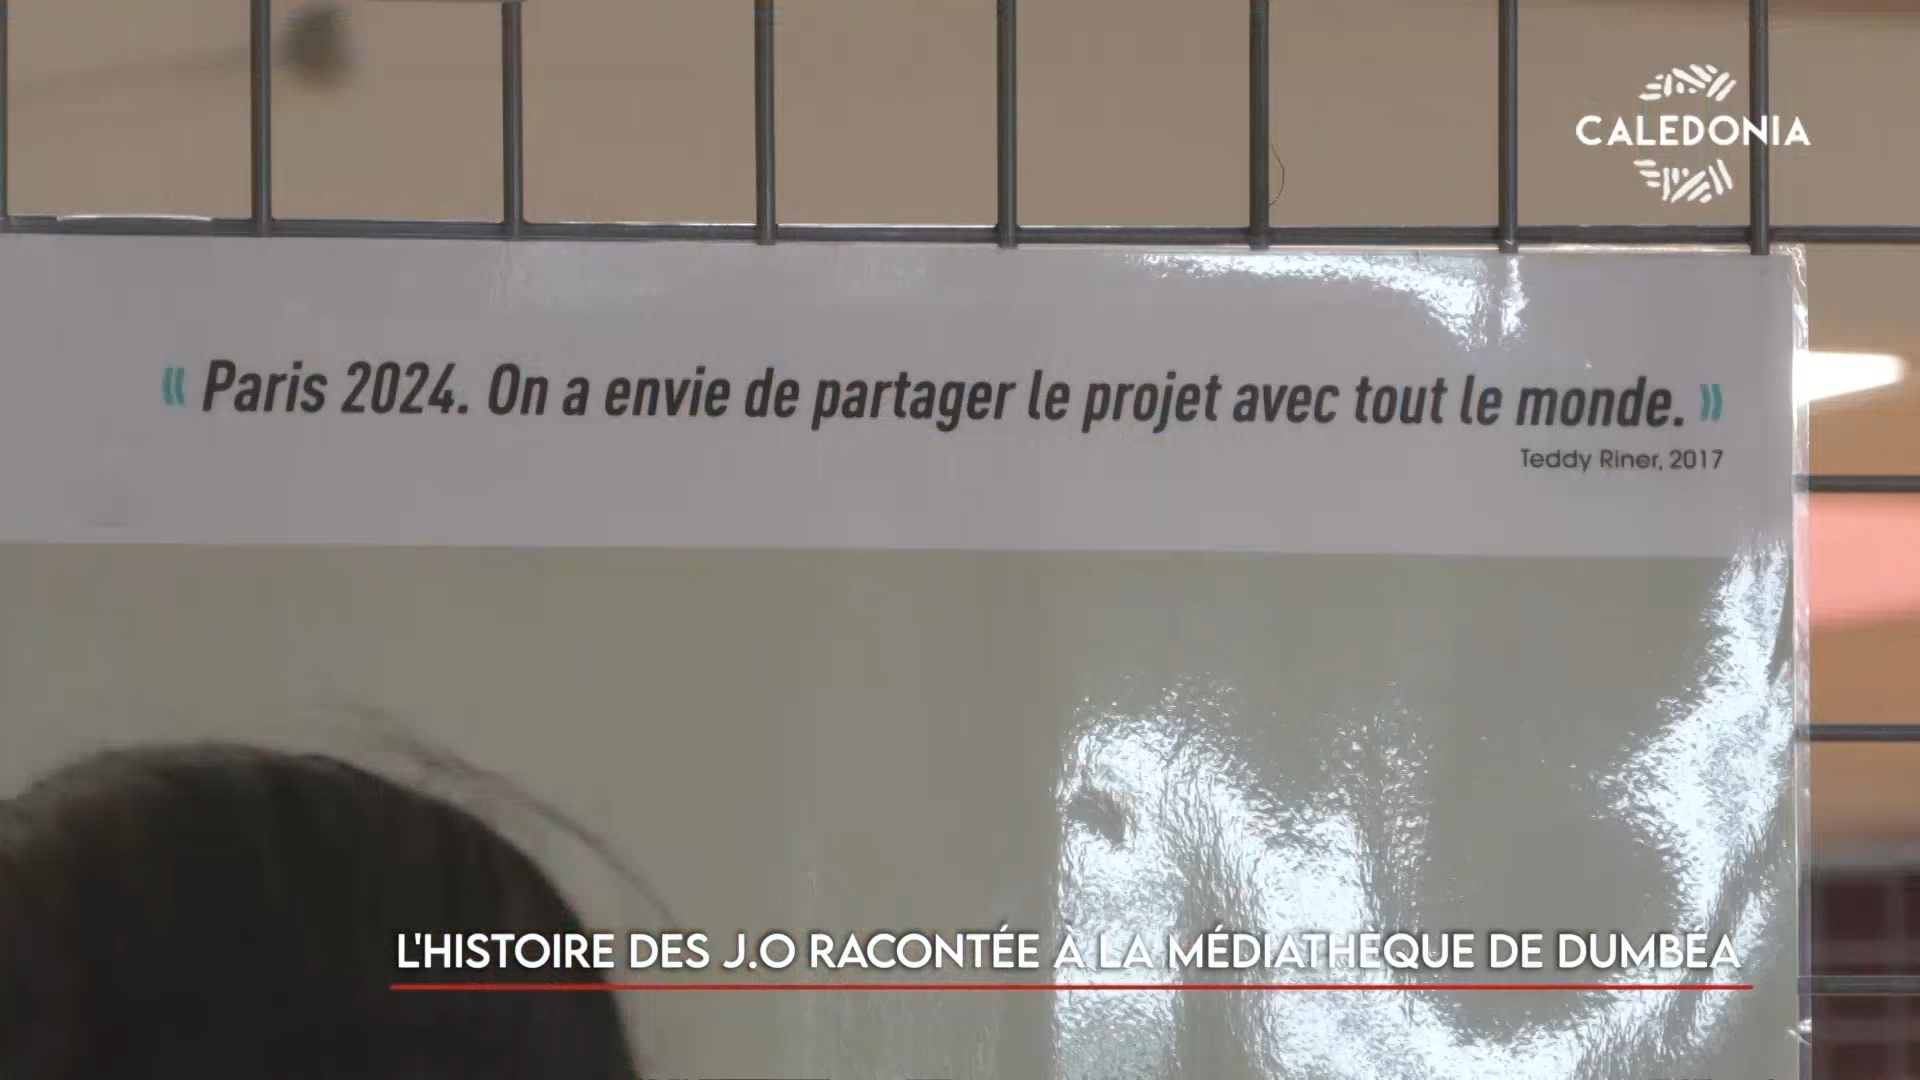 CALEDONIA
« Paris 2024. On a envie de partager le projet avec tout le monde. »
Teddy Riner, 2017
L'HISTOIRE DES J.O RACONTÉE À LA MÉDIATHÈQUE DE DUMBÉA